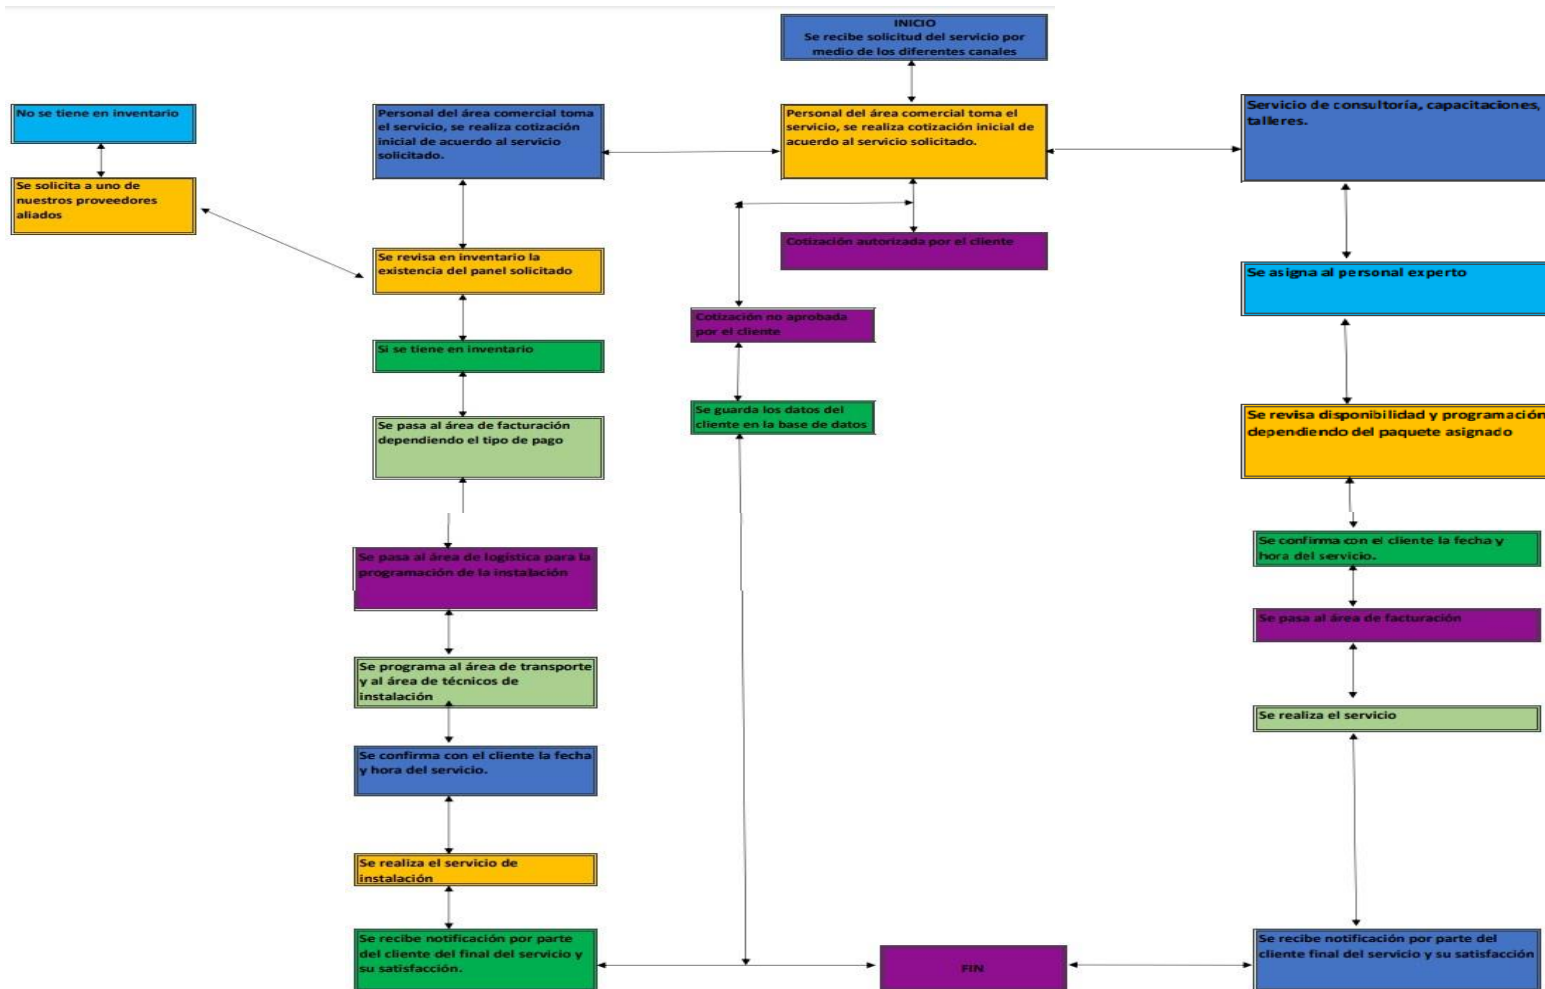 INICIO
Se recibe solicitud del servicio por
medio de los diferentes canales
No se tiene en inventario
Se solicita a uno de
nuestros proveedores
aliados
Personal del área comercial toma
el servicio, se realiza cotización
inicial de acuerdo al servicio
solicitado.
Se revisa en inventario la
existencia del panel solicitado
Si se tiene en inventario
Se pasa al área de facturación
dependiendo el tipo de pago
Se pasa al área de logística para la
programación de la instalación
Se programa al área de transporte
y al área de técnicos de
instalación
Se confirma con el cliente la fecha
y hora del servicio.
Se realiza el servicio de
instalación
Se recibe notificación por parte
del cliente del final del servicio y
su satisfacción.
Personal del área comercial toma el
servicio, se realiza cotización inicial de
acuerdo al servicio solicitado.
Cotización autorizada por el cliente
Cotización no aprobada
por el cliente
Se guarda los datos del
cliente en la base de datos
FIN
Servicio de consultoría, capacitaciones,
talleres.
Se asigna al personal experto
Se revisa disponibilidad y programación
dependiendo del paquete asignado
Se confirma con el cliente la fecha y
hora del servicio.
Se pasa al área de facturación
Se realiza el servicio
Se recibe notificación por parte del
cliente final del servicio y su satisfacción